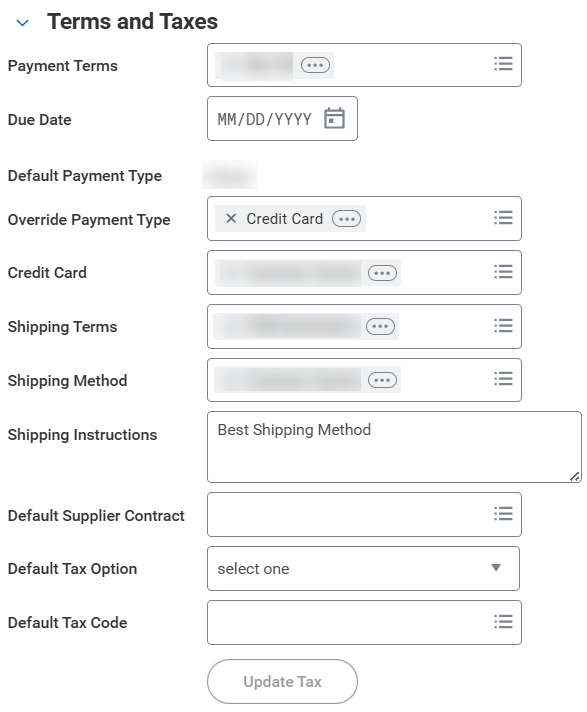 Terms and Taxes
Payment Terms
Due Date MM/DD/YYYY
Default Payment Type
Override Payment Type × Credit Card
Credit Card
Shipping Terms
Shipping Method
Shipping Instructions Best Shipping Method
Default Supplier Contract
Default Tax Option select one
Default Tax Code
Update Tax